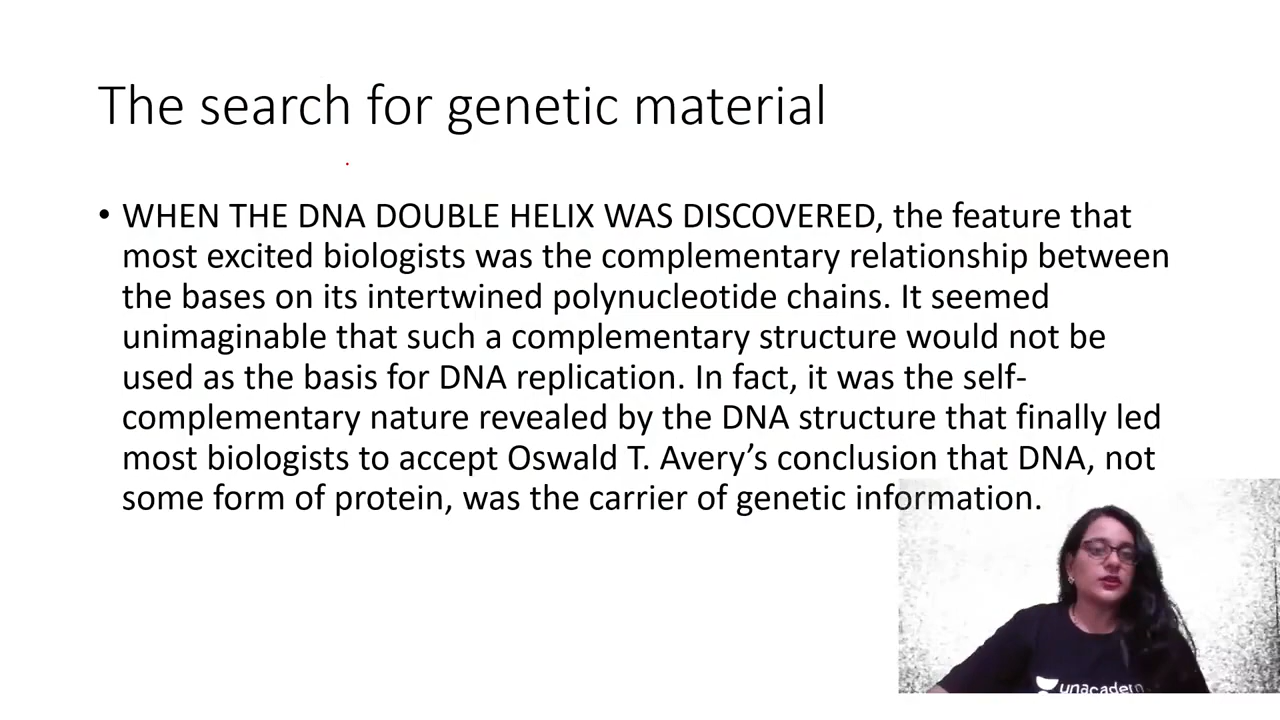 The search for genetic material
• WHEN THE DNA DOUBLE HELIX WAS DISCOVERED, the feature that
most excited biologists was the complementary relationship between
the bases on its intertwined polynucleotide chains. It seemed
unimaginable that such a complementary structure would not be
used as the basis for DNA replication. In fact, it was the self-
complementary nature revealed by the DNA structure that finally led
most biologists to accept Oswald T. Avery’s conclusion that DNA, not
some form of protein, was the carrier of genetic information.